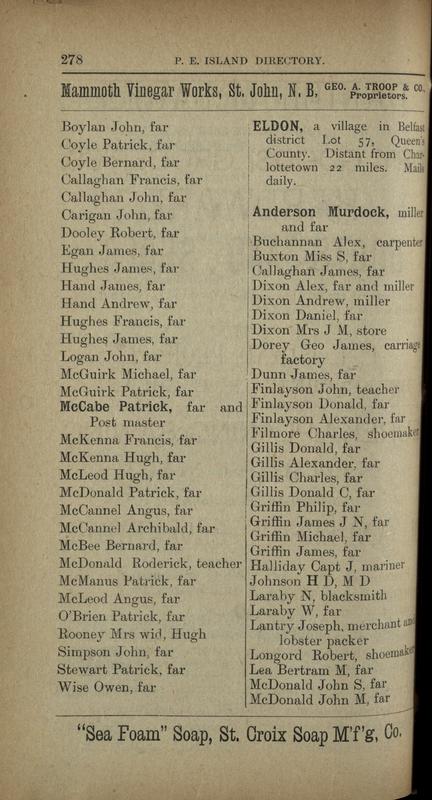 278
P. E. ISLAND DIRECTORY.
Mammoth Vinegar Works, St. John, N. B., GEO. A. TROOP & CO. Proprietors.
Boylan John, far
Coyle Patrick, far
Coyle Bernard, far
Callaghan Francis, far
Callaghan John, far
Carigan John, far
Dooley Robert, far
Egan James, far
Hughes James, far
Hand James, far
Hand Andrew, far
Hughes Francis, far
Hughes James, far
Logan John, far
McGuirk Michael, far
McGuirk Patrick, far
McCabe Patrick, far and
Post master
McKenna Francis, far
McKenna Hugh, far
McLeod Hugh, far
McDonald Patrick, far
McCannel Angus, far
McCannel Archibald, far
McBee Bernard, far
McDonald Roderick, teacher
McManus Patrick, far
McLeod Angus, far
O'Brien Patrick, far
Rooney Mrs wid, Hugh
Simpson John, far
Stewart Patrick, far
Wise Owen, far
ELDON, a village in Belfast
district Lot 57, Queen's
County. Distant from Char-
lottetown 22 miles. Mails
daily.
Anderson Murdock, miller
and far
Buchannan Alex, carpenter
Buxton Miss S, far
Callaghan James, far
Dixon Alex, far and miller
Dixon Andrew, miller
Dixon Daniel, far
Dixon Mrs J M, store
Dorey Geo James, carriage
factory
Dunn James, far
Finlayson John, teacher
Finlayson Donald, far
Finlayson Alexander, far
Filmore Charles, shoemaker
Gillis Donald, far
Gillis Alexander, far
Gillis Charles, far
Gillis Donald C, far
Griffin Philip, far
Griffin James J N, far
Griffin Michael, far
Griffin James, far
Halliday Capt J, mariner
Johnson H D, M D
Laraby N, blacksmith
Laraby W, far
Lantry Joseph, merchant and
lobster packer
Longord Robert, shoemaker
Lea Bertram M, far
McDonald John S, far
McDonald John M, far
"Sea Foam" Soap, St. Croix Soap M'f'g, Co.